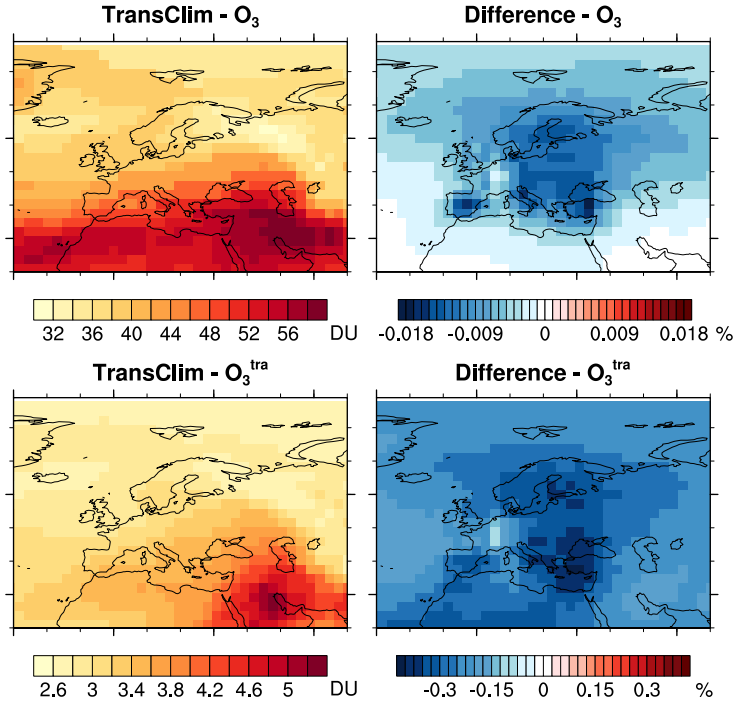 TransClim - O₃
Difference - O₃
32 36 40 44 48 52 56 DU
-0.018 -0.009 0 0.009 0.018 %
TransClim - O₃ᵗʳᵃ
Difference - O₃ᵗʳᵃ
2.6 3 3.4 3.8 4.2 4.6 5 DU
-0.3 -0.15 0 0.15 0.3 %